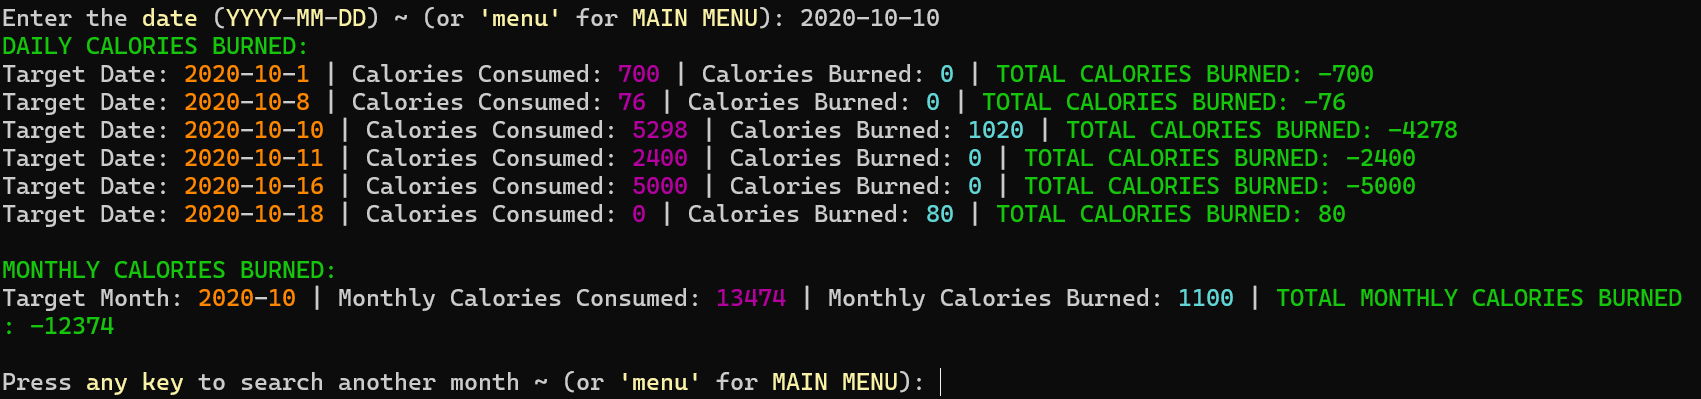 Enter the date (YYYY-MM-DD) ~ (or 'menu' for MAIN MENU): 2020-10-10
DAILY CALORIES BURNED:
Target Date: 2020-10-1 | Calories Consumed: 700 | Calories Burned: 0 | TOTAL CALORIES BURNED: -700
Target Date: 2020-10-8 | Calories Consumed: 76 | Calories Burned: 0 | TOTAL CALORIES BURNED: -76
Target Date: 2020-10-10 | Calories Consumed: 5298 | Calories Burned: 1020 | TOTAL CALORIES BURNED: -4278
Target Date: 2020-10-11 | Calories Consumed: 2400 | Calories Burned: 0 | TOTAL CALORIES BURNED: -2400
Target Date: 2020-10-16 | Calories Consumed: 5000 | Calories Burned: 0 | TOTAL CALORIES BURNED: -5000
Target Date: 2020-10-18 | Calories Consumed: 0 | Calories Burned: 80 | TOTAL CALORIES BURNED: 80
MONTHLY CALORIES BURNED:
Target Month: 2020-10 | Monthly Calories Consumed: 13474 | Monthly Calories Burned: 1100 | TOTAL MONTHLY CALORIES BURNED
: -12374
Press any key to search another month ~ (or 'menu' for MAIN MENU):